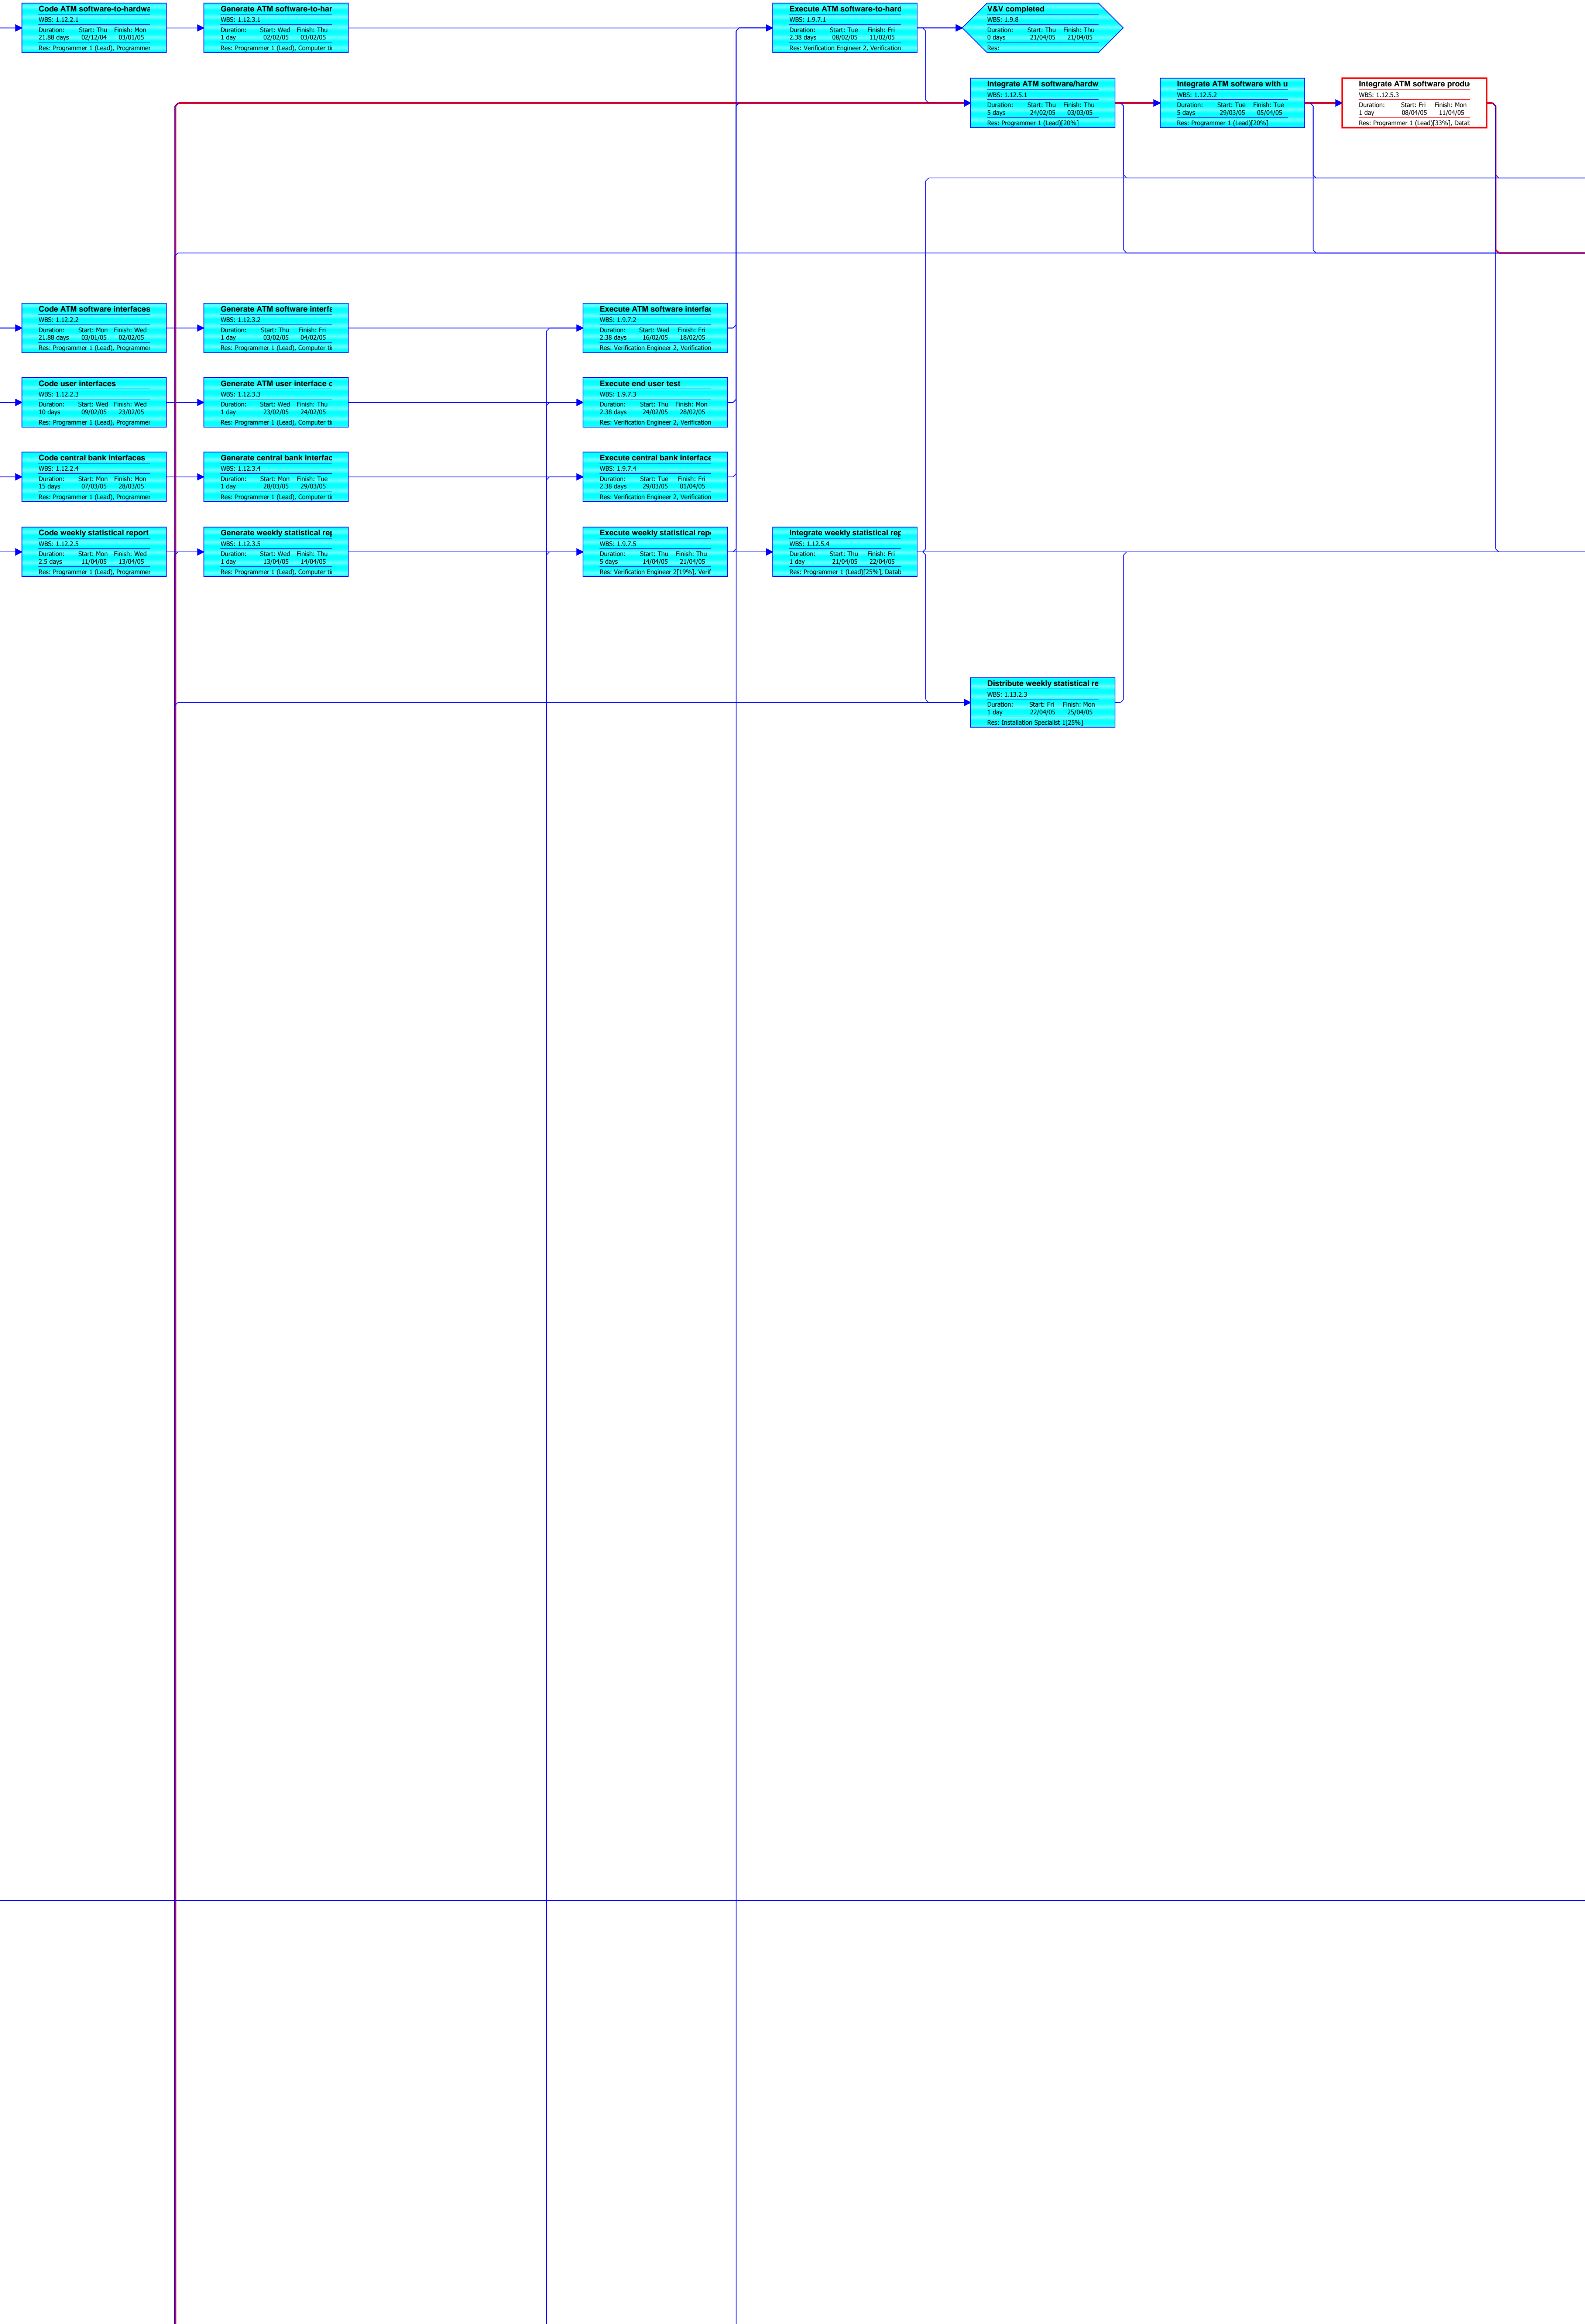 Code ATM software-to-hardwa
WBS: 1.12.2.1
Duration: Start: Thu Finish: Mon
21.88 days 02/12/04 03/01/05
Res: Programmer 1 (Lead), Programmer
Generate ATM software-to-har
WBS: 1.12.3.1
Duration: Start: Wed Finish: Thu
1 day 02/02/05 03/02/05
Res: Programmer 1 (Lead), Computer ti
Execute ATM software-to-hard
WBS: 1.9.7.1
Duration: Start: Tue Finish: Fri
2.38 days 08/02/05 11/02/05
Res: Verification Engineer 2, Verification
V&V completed
WBS: 1.9.8
Duration: Start: Thu Finish: Thu
0 days 21/04/05 21/04/05
Res:
Integrate ATM software/hardw
WBS: 1.12.5.1
Duration: Start: Thu Finish: Thu
5 days 24/02/05 03/03/05
Res: Programmer 1 (Lead)[20%]
Integrate ATM software with u
WBS: 1.12.5.2
Duration: Start: Tue Finish: Tue
5 days 29/03/05 05/04/05
Res: Programmer 1 (Lead)[20%]
Integrate ATM software produ
WBS: 1.12.5.3
Duration: Start: Fri Finish: Mon
1 day 08/04/05 11/04/05
Res: Programmer 1 (Lead)[33%], Datab
Code ATM software interfaces
WBS: 1.12.2.2
Duration: Start: Mon Finish: Wed
21.88 days 03/01/05 02/02/05
Res: Programmer 1 (Lead), Programmer
Generate ATM software interfa
WBS: 1.12.3.2
Duration: Start: Thu Finish: Fri
1 day 03/02/05 04/02/05
Res: Programmer 1 (Lead), Computer ti
Execute ATM software interfac
WBS: 1.9.7.2
Duration: Start: Wed Finish: Fri
2.38 days 16/02/05 18/02/05
Res: Verification Engineer 2, Verification
Code user interfaces
WBS: 1.12.2.3
Duration: Start: Wed Finish: Wed
10 days 09/02/05 23/02/05
Res: Programmer 1 (Lead), Programmer
Generate ATM user interface c
WBS: 1.12.3.3
Duration: Start: Wed Finish: Thu
1 day 23/02/05 24/02/05
Res: Programmer 1 (Lead), Computer ti
Execute end user test
WBS: 1.9.7.3
Duration: Start: Thu Finish: Mon
2.38 days 24/02/05 28/02/05
Res: Verification Engineer 2, Verification
Code central bank interfaces
WBS: 1.12.2.4
Duration: Start: Mon Finish: Mon
15 days 07/03/05 28/03/05
Res: Programmer 1 (Lead), Programmer
Generate central bank interfac
WBS: 1.12.3.4
Duration: Start: Mon Finish: Tue
1 day 28/03/05 29/03/05
Res: Programmer 1 (Lead), Computer ti
Execute central bank interface
WBS: 1.9.7.4
Duration: Start: Tue Finish: Fri
2.38 days 29/03/05 01/04/05
Res: Verification Engineer 2, Verification
Code weekly statistical report
WBS: 1.12.2.5
Duration: Start: Mon Finish: Wed
2.5 days 11/04/05 13/04/05
Res: Programmer 1 (Lead), Programmer
Generate weekly statistical rep
WBS: 1.12.3.5
Duration: Start: Wed Finish: Thu
1 day 13/04/05 14/04/05
Res: Programmer 1 (Lead), Computer ti
Execute weekly statistical repo
WBS: 1.9.7.5
Duration: Start: Thu Finish: Thu
5 days 14/04/05 21/04/05
Res: Verification Engineer 2[19%], Verif
Integrate weekly statistical rep
WBS: 1.12.5.4
Duration: Start: Thu Finish: Fri
1 day 21/04/05 22/04/05
Res: Programmer 1 (Lead)[25%], Datab
Distribute weekly statistical re
WBS: 1.13.2.3
Duration: Start: Fri Finish: Mon
1 day 22/04/05 25/04/05
Res: Installation Specialist 1[25%]